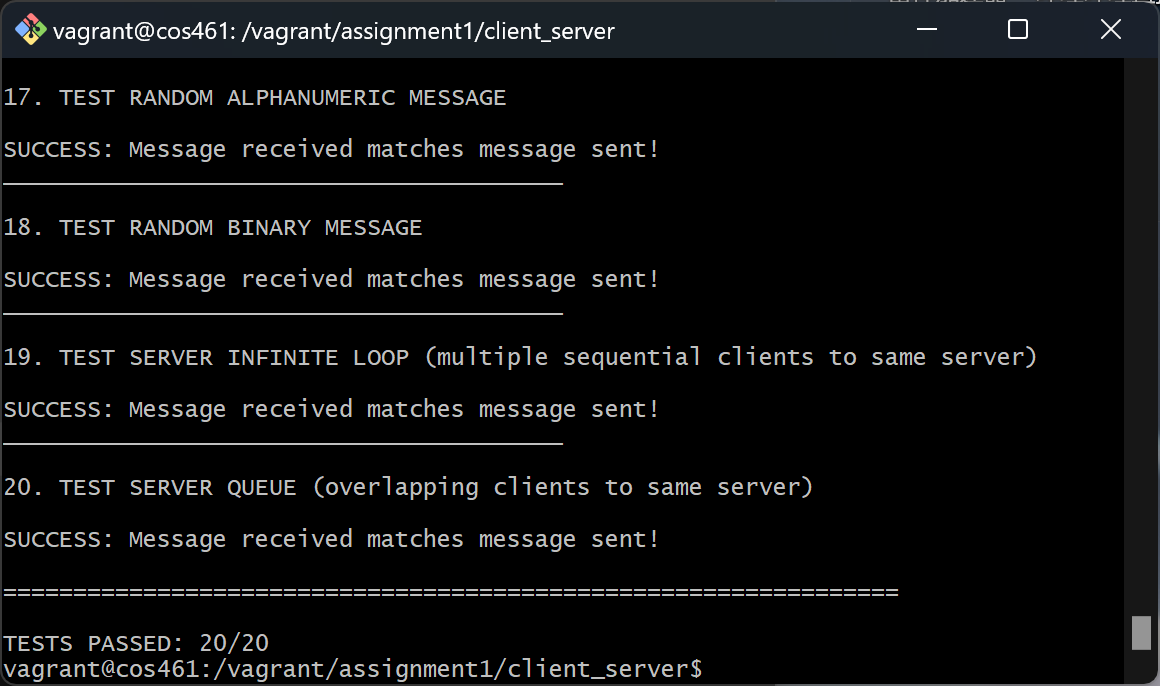 vagrant@cos461: /vagrant/assignment1/client_server
17. TEST RANDOM ALPHANUMERIC MESSAGE
SUCCESS: Message received matches message sent!
________________________________________
18. TEST RANDOM BINARY MESSAGE
SUCCESS: Message received matches message sent!
________________________________________
19. TEST SERVER INFINITE LOOP (multiple sequential clients to same server)
SUCCESS: Message received matches message sent!
________________________________________
20. TEST SERVER QUEUE (overlapping clients to same server)
SUCCESS: Message received matches message sent!
================================================================
TESTS PASSED: 20/20
vagrant@cos461:/vagrant/assignment1/client_server$